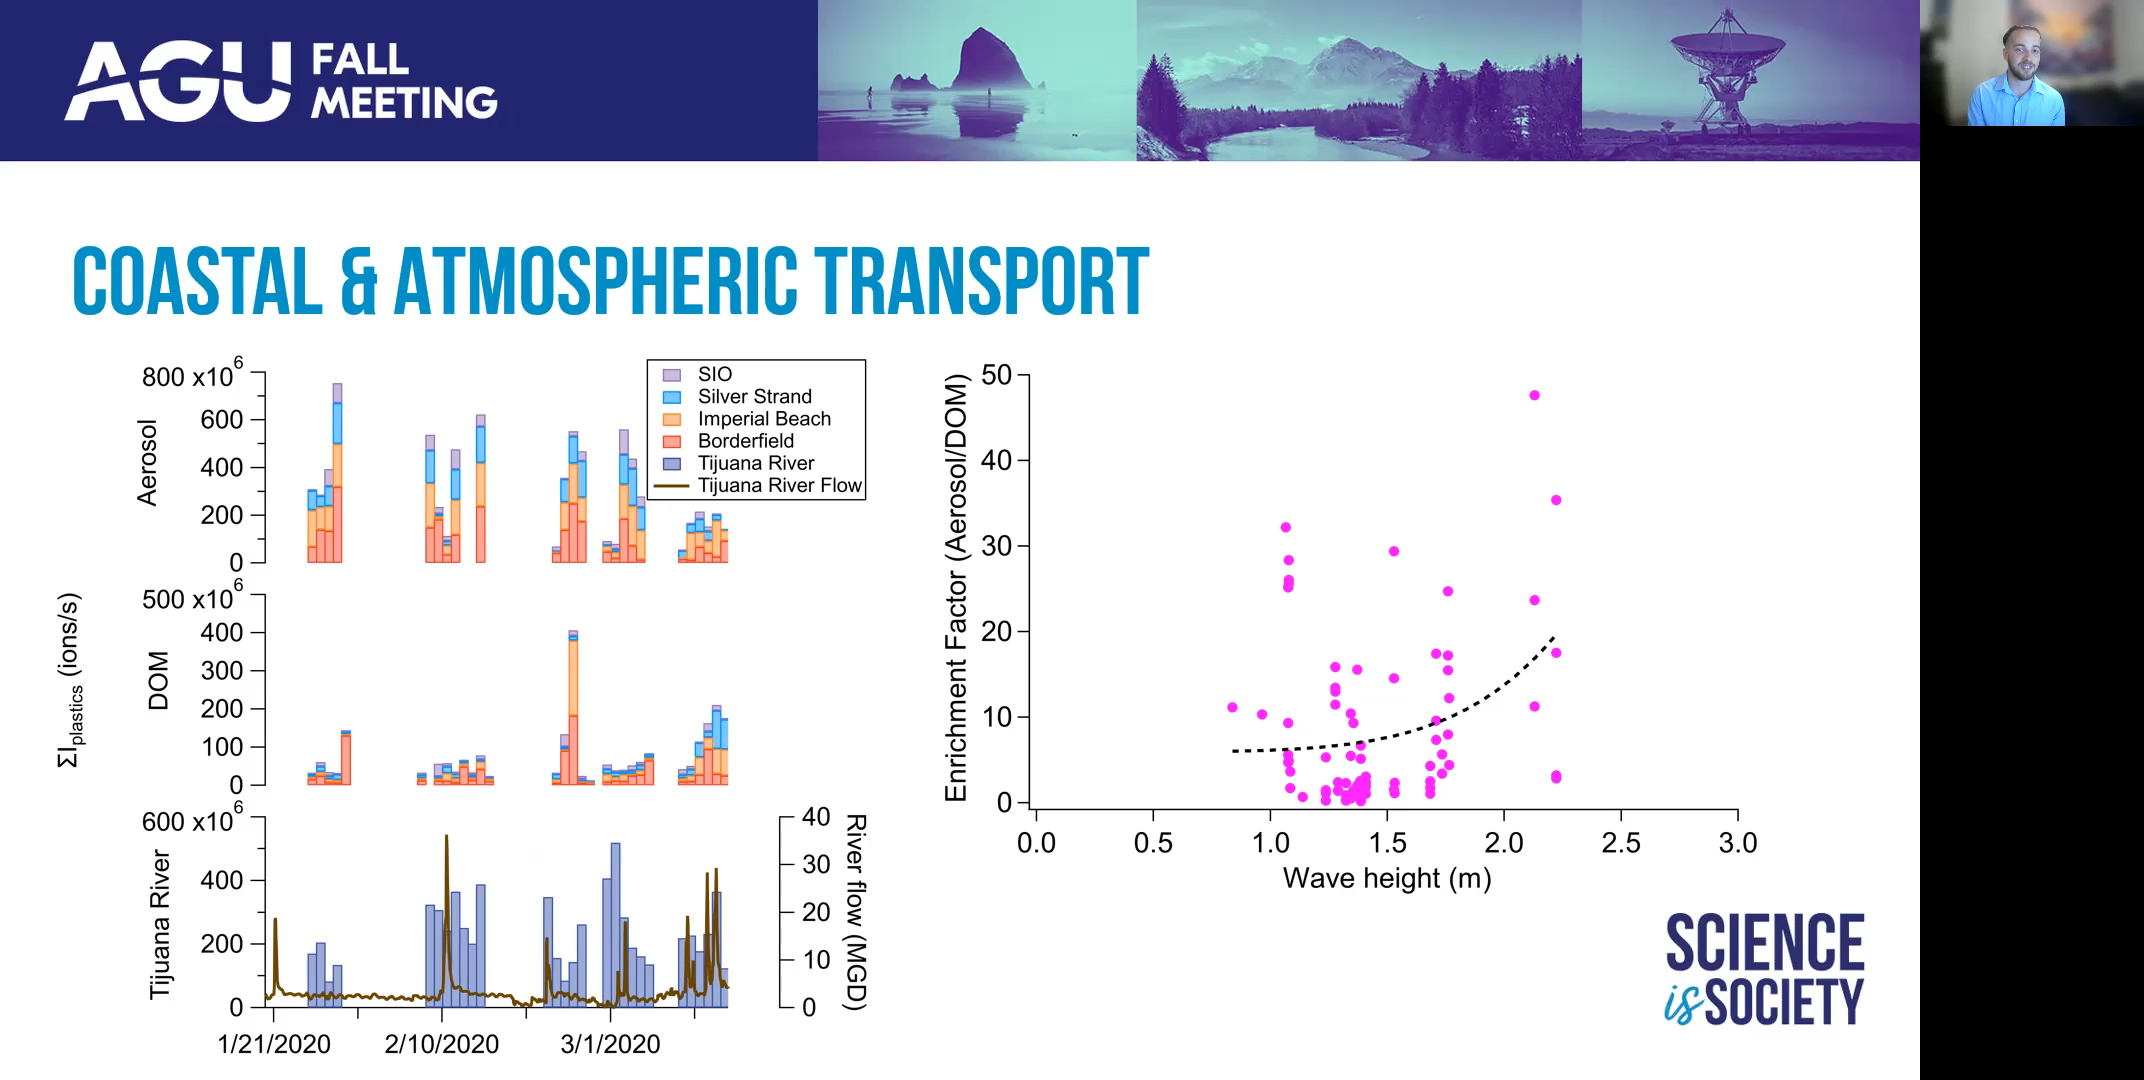 AGU FALL
MEETING
COASTAL & ATMOSPHERIC TRANSPORT
ΣIplastics (ions/s)
Aerosol
800 x10^6
600
400
200
0
SIO
Silver Strand
Imperial Beach
Borderfield
Tijuana River
Tijuana River Flow
DOM
500 x10^6
400
300
200
100
0
Tijuana River
600 x10^6
400
200
0
40
30
20
10
0
River flow (MGD)
1/21/2020 2/10/2020 3/1/2020
Enrichment Factor (Aerosol/DOM)
50
40
30
20
10
0
0.0 0.5 1.0 1.5 2.0 2.5 3.0
Wave height (m)
SCIENCE
is SOCIETY